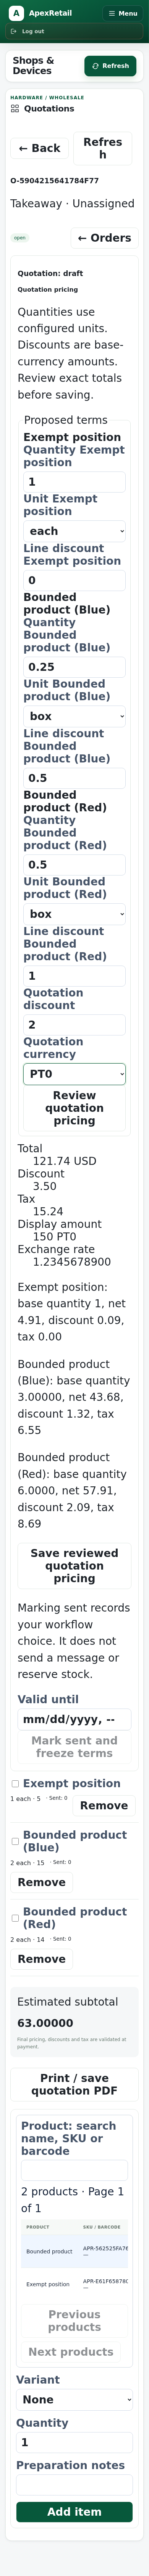 A ApexRetail Menu
Log out
Shops &
Devices
Refresh
HARDWARE / WHOLESALE
Quotations
← Back
Refres
h
O-5904215641784F77
Takeaway · Unassigned
open
← Orders
Quotation: draft
Quotation pricing
Quantities use
configured units.
Discounts are base-
currency amounts.
Review exact totals
before saving.
Proposed terms
Exempt position
Quantity Exempt
position
1
Unit Exempt
position
each
Line discount
Exempt position
0
Bounded
product (Blue)
Quantity
Bounded
product (Blue)
0.25
Unit Bounded
product (Blue)
box
Line discount
Bounded
product (Blue)
0.5
Bounded
product (Red)
Quantity
Bounded
product (Red)
0.5
Unit Bounded
product (Red)
box
Line discount
Bounded
product (Red)
1
Quotation
discount
2
Quotation
currency
PT0
Review
quotation
pricing
Total
121.74 USD
Discount
3.50
Tax
15.24
Display amount
150 PT0
Exchange rate
1.2345678900
Exempt position:
base quantity 1, net
4.91, discount 0.09,
tax 0.00
Bounded product
(Blue): base quantity
3.00000, net 43.68,
discount 1.32, tax
6.55
Bounded product
(Red): base quantity
6.0000, net 57.91,
discount 2.09, tax
8.69
Save reviewed
quotation
pricing
Marking sent records
your workflow
choice. It does not
send a message or
reserve stock.
Valid until
mm/dd/yyyy, --
Mark sent and
freeze terms
Exempt position
1 each · 5 · Sent: 0
Remove
Bounded product
(Blue)
2 each · 15 · Sent: 0
Remove
Bounded product
(Red)
2 each · 14 · Sent: 0
Remove
Estimated subtotal
63.00000
Final pricing, discounts and tax are validated at
payment.
Print / save
quotation PDF
Product: search
name, SKU or
barcode
2 products · Page 1
of 1
PRODUCT SKU / BARCODE
Bounded product
—
Exempt position
—
Previous
products
Next products
Variant
None
Quantity
1
Preparation notes
Add item